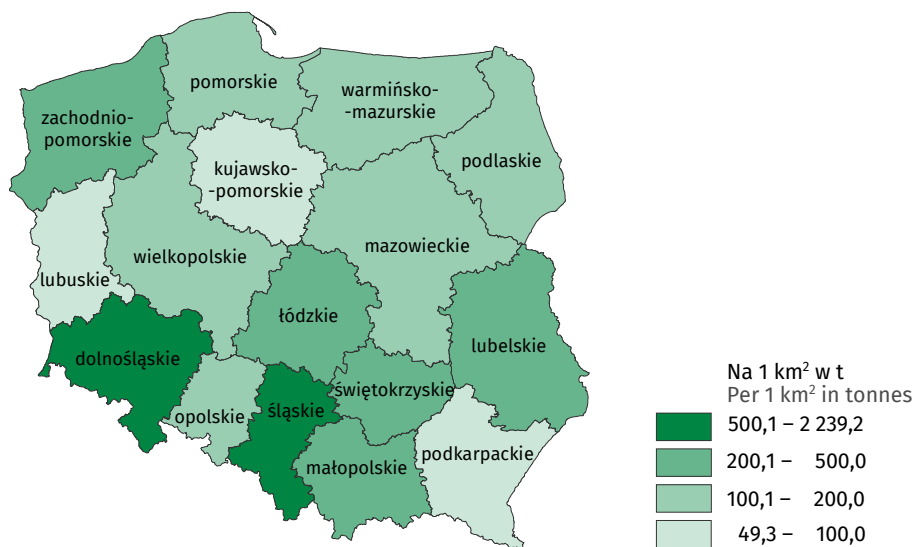 pomorskie
warmińsko-
-mazurskie
zachodnio-
pomorskie
podlaskie
kujawsko-
-pomorskie
mazowieckie
wielkopolskie
lubuskie
łódzkie
lubelskie
dolnośląskie
świętokrzyskie
opolskie
śląskie
podkarpackie
małopolskie
Na 1 km² w t
Per 1 km² in tonnes
500,1 – 2 239,2
200,1 – 500,0
100,1 – 200,0
49,3 – 100,0